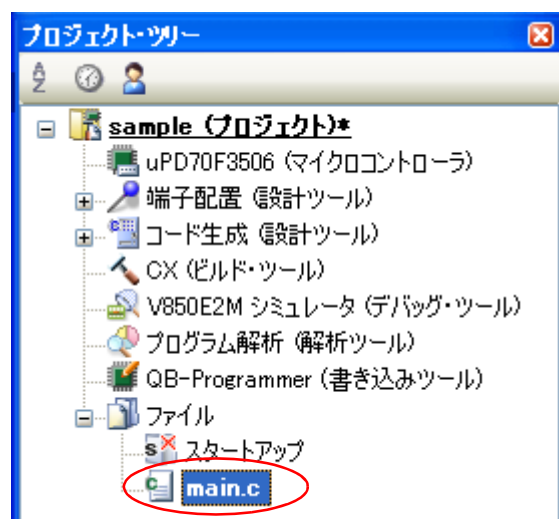 プロジェクト・ツリー
sample (プロジェクト)*
uPD70F3506 (マイクロコントローラ)
端子配置 (設計ツール)
コード生成 (設計ツール)
CX (ビルド・ツール)
V850E2M シミュレータ (デバッグ・ツール)
プログラム解析 (解析ツール)
QB-Programmer (書き込みツール)
ファイル
スタートアップ
main.c